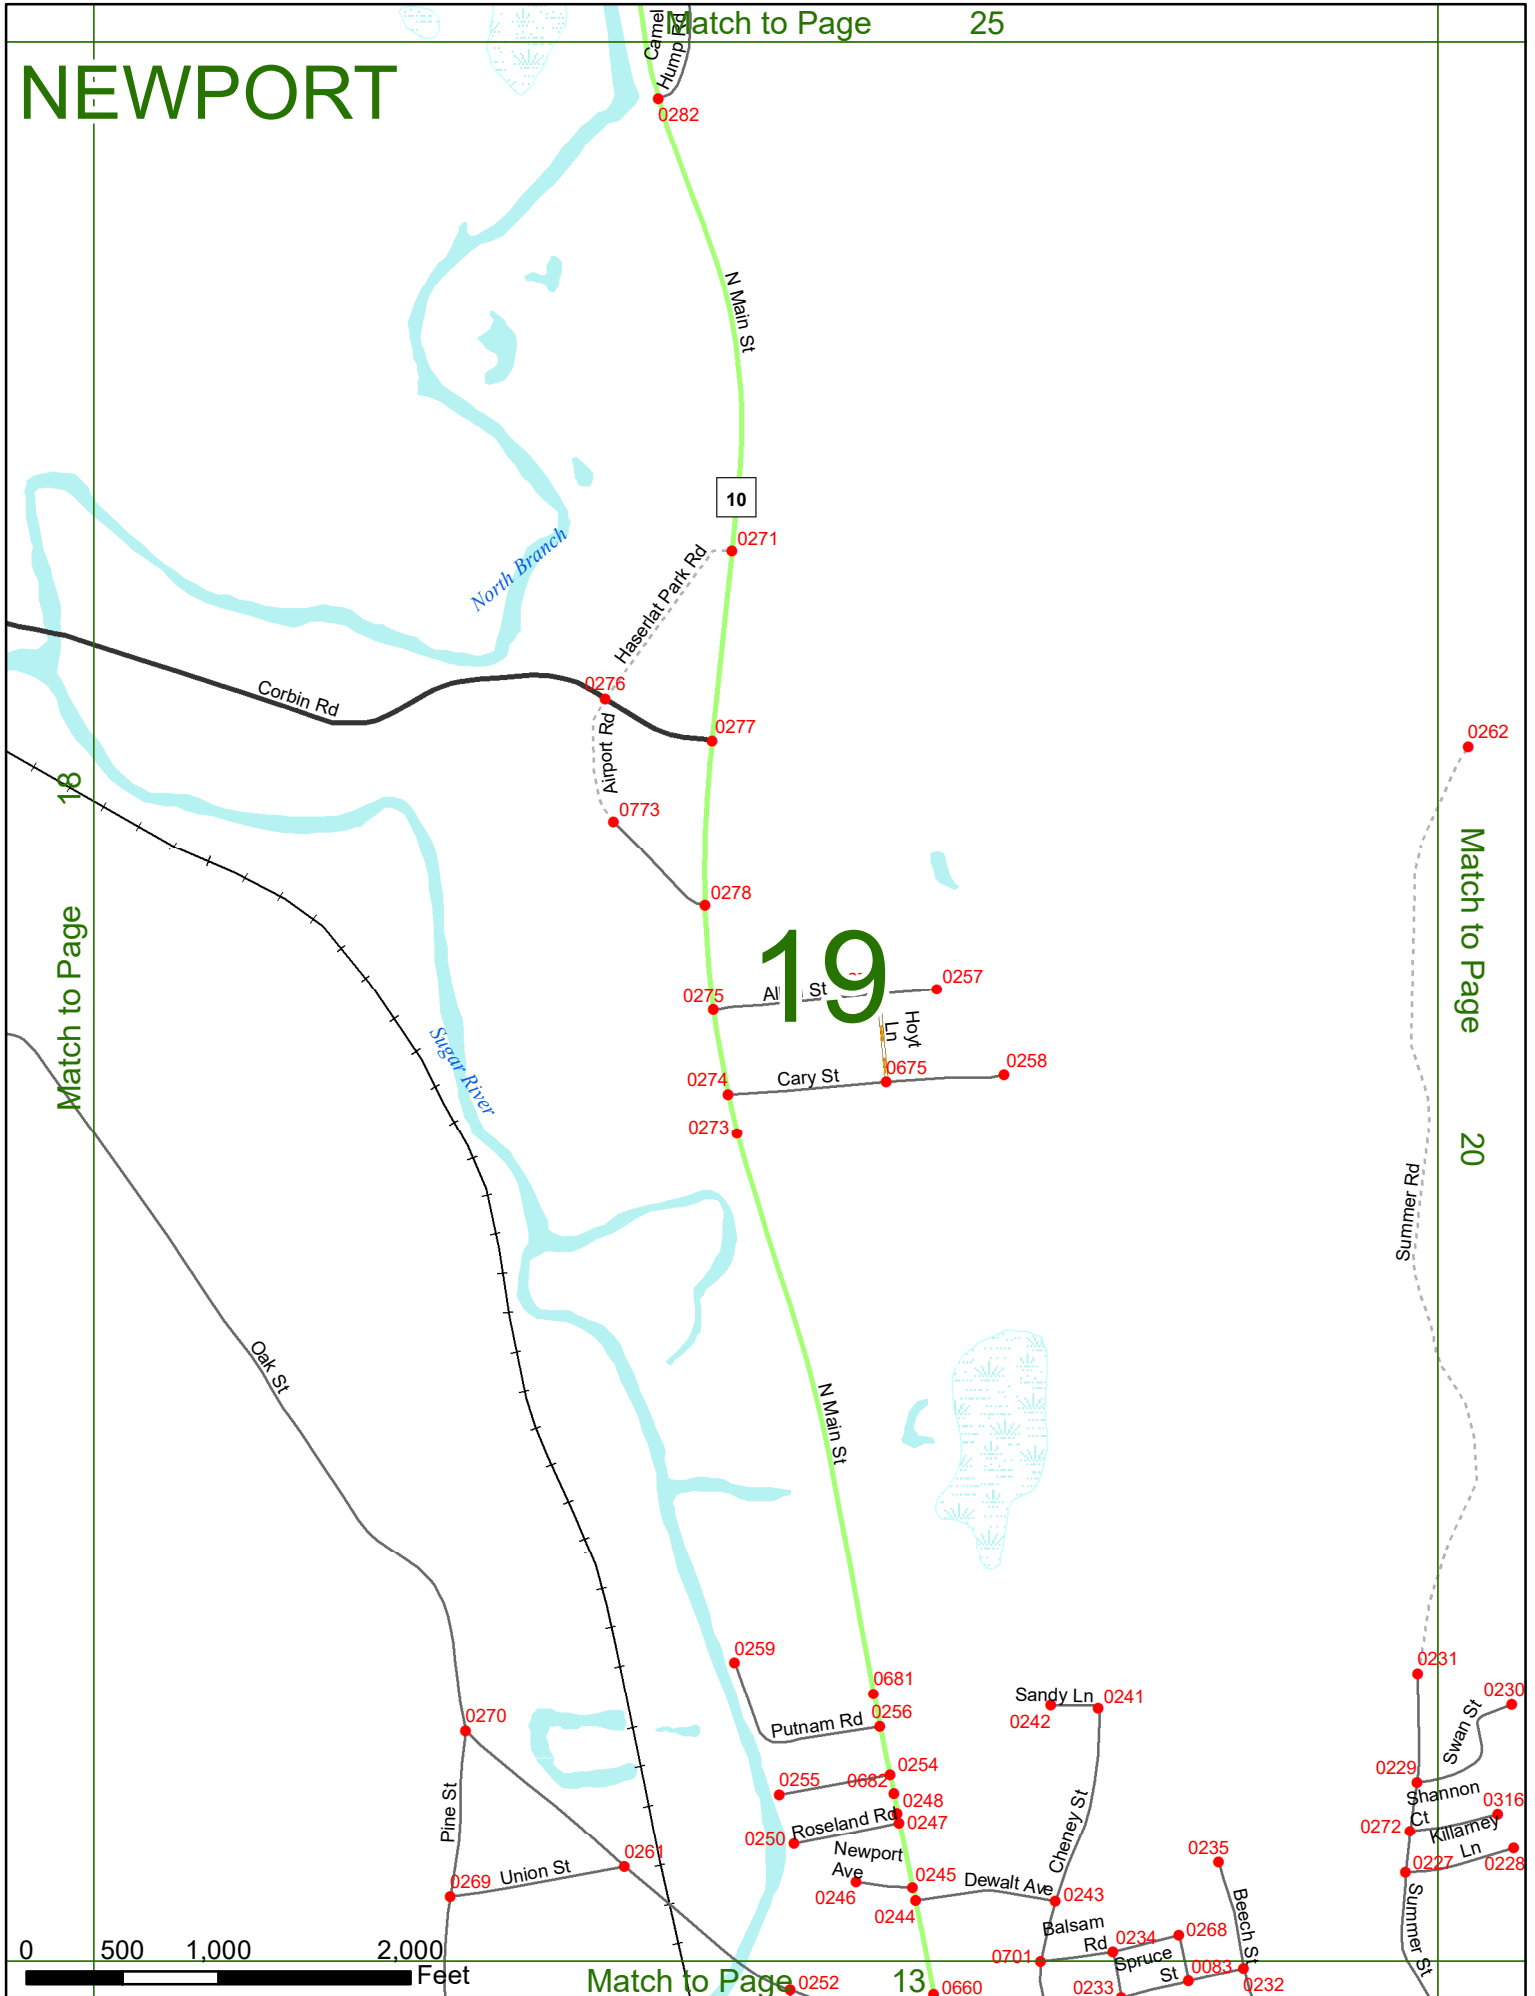 Match to Page 25
NEWPORT
Camel
Hump Rd
0282
N Main St
10
0271
North Branch
Haserlat Park Rd
0276
Corbin Rd
Airport Rd
0277
0262
18
Match to Page
0773
0278
Match to Page
20
19
0257
0275
St
Hoyt
Ln
0258
0274
Cary St
0675
0273
Sugar River
Summer Rd
Oak St
N Main St
0259
0681
0231
0230
Sandy Ln
0241
0242
0256
Putnam Rd
0270
Swan St
0254
0255
0682
0229
0248
Shannon
Ct
0316
Pine St
Roseland Rd
0247
0250
0272
Killarney
Ln
Cheney St
Newport
Ave
0235
0261
0227
0228
Union St
0245
Dewalt Ave
0269
0246
0243
0244
Beech St
Summer St
Balsam
Rd
0234
0268
0701
Spruce
St
0083
0233
0232
0 500 1,000 2,000
Feet
Match to Page 13
0252
0660